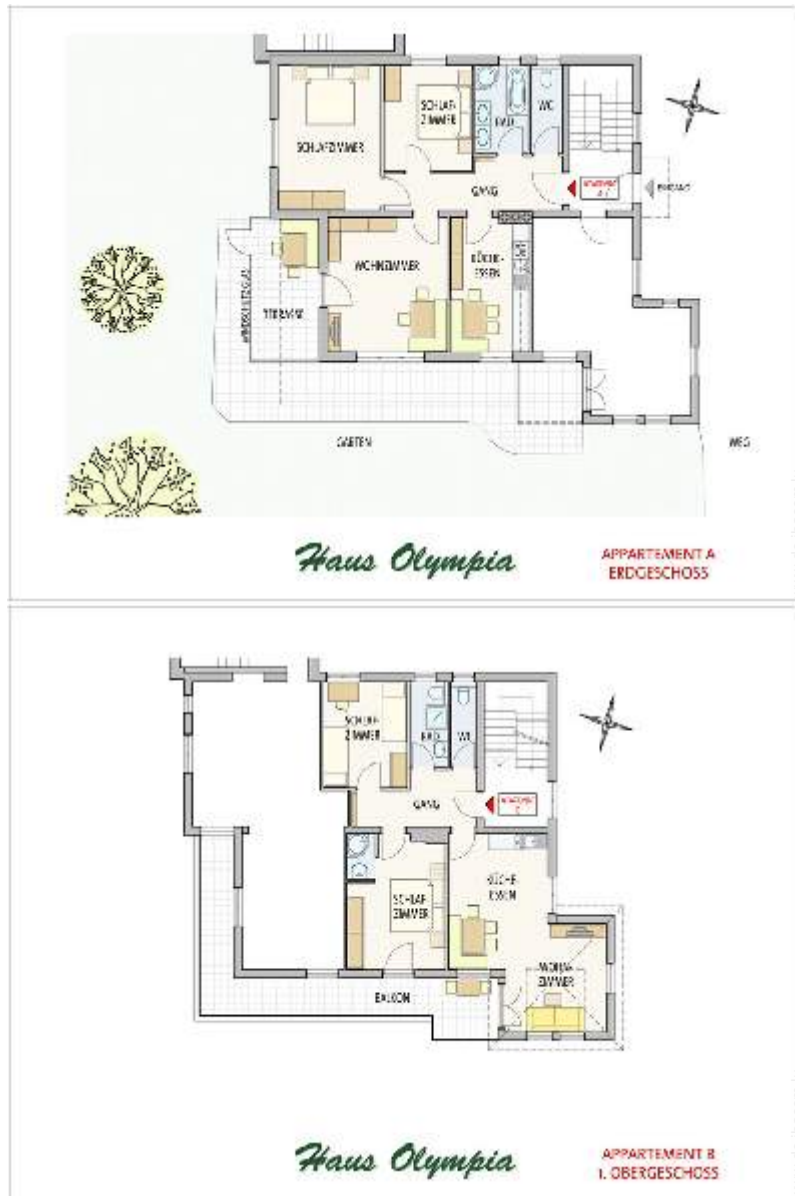 SCHLAF-
ZIMMER
BAD
WC
SCHLAFZIMMER
GANG
EINGANG
WOHNZIMMER
KÜCHE-
ESSEN
WINDSCHUTZGLAS
TERRASSE
GARTEN
WEG
Haus Olympia
APPARTEMENT A
ERDGESCHOSS
SCHLAF-
ZIMMER
BAD
GANG
KÜCHE-
ESSEN
SCHLAF-
ZIMMER
WOHN-
ZIMMER
BALKON
Haus Olympia
APPARTEMENT B
1. OBERGESCHOSS